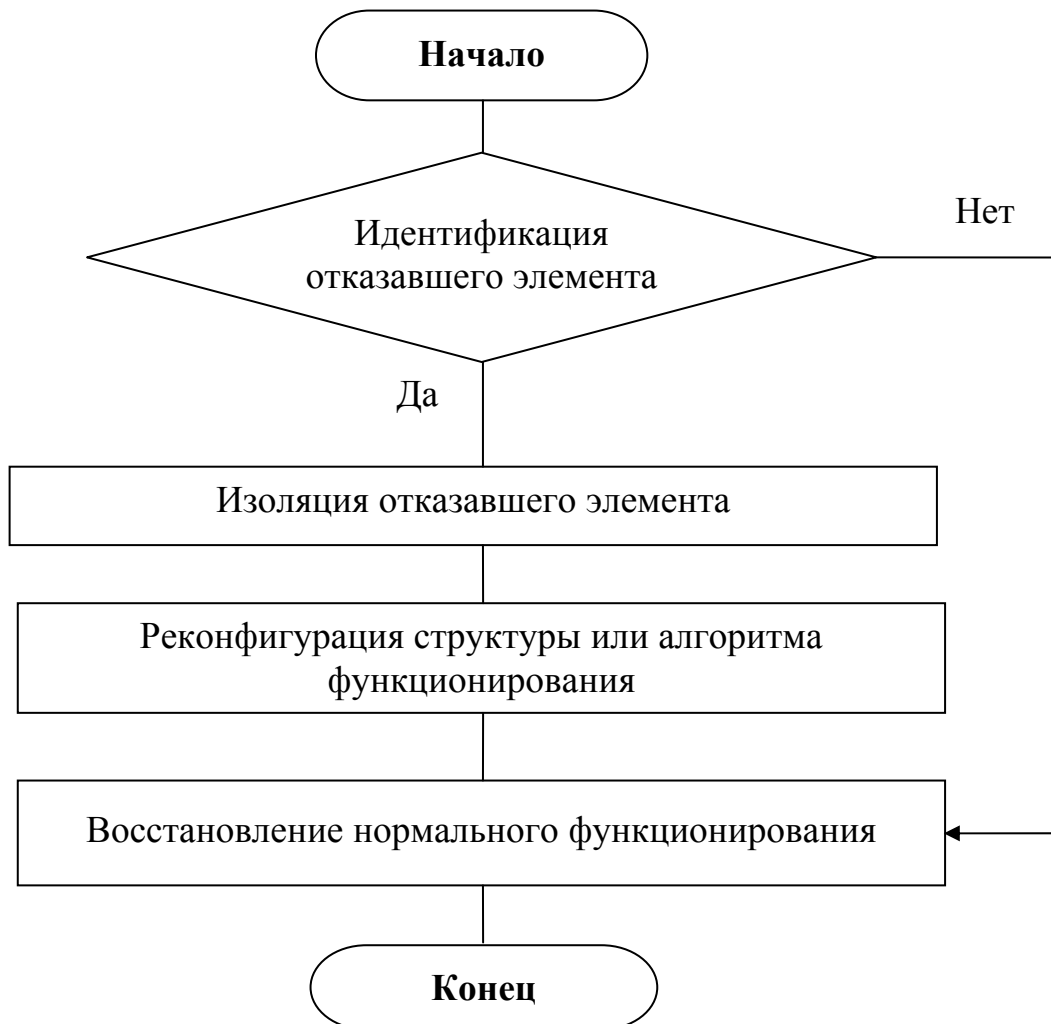 Начало
Идентификация
отказавшего элемента
Нет
Да
Изоляция отказавшего элемента
Реконфигурация структуры или алгоритма
функционирования
Восстановление нормального функционирования
Конец